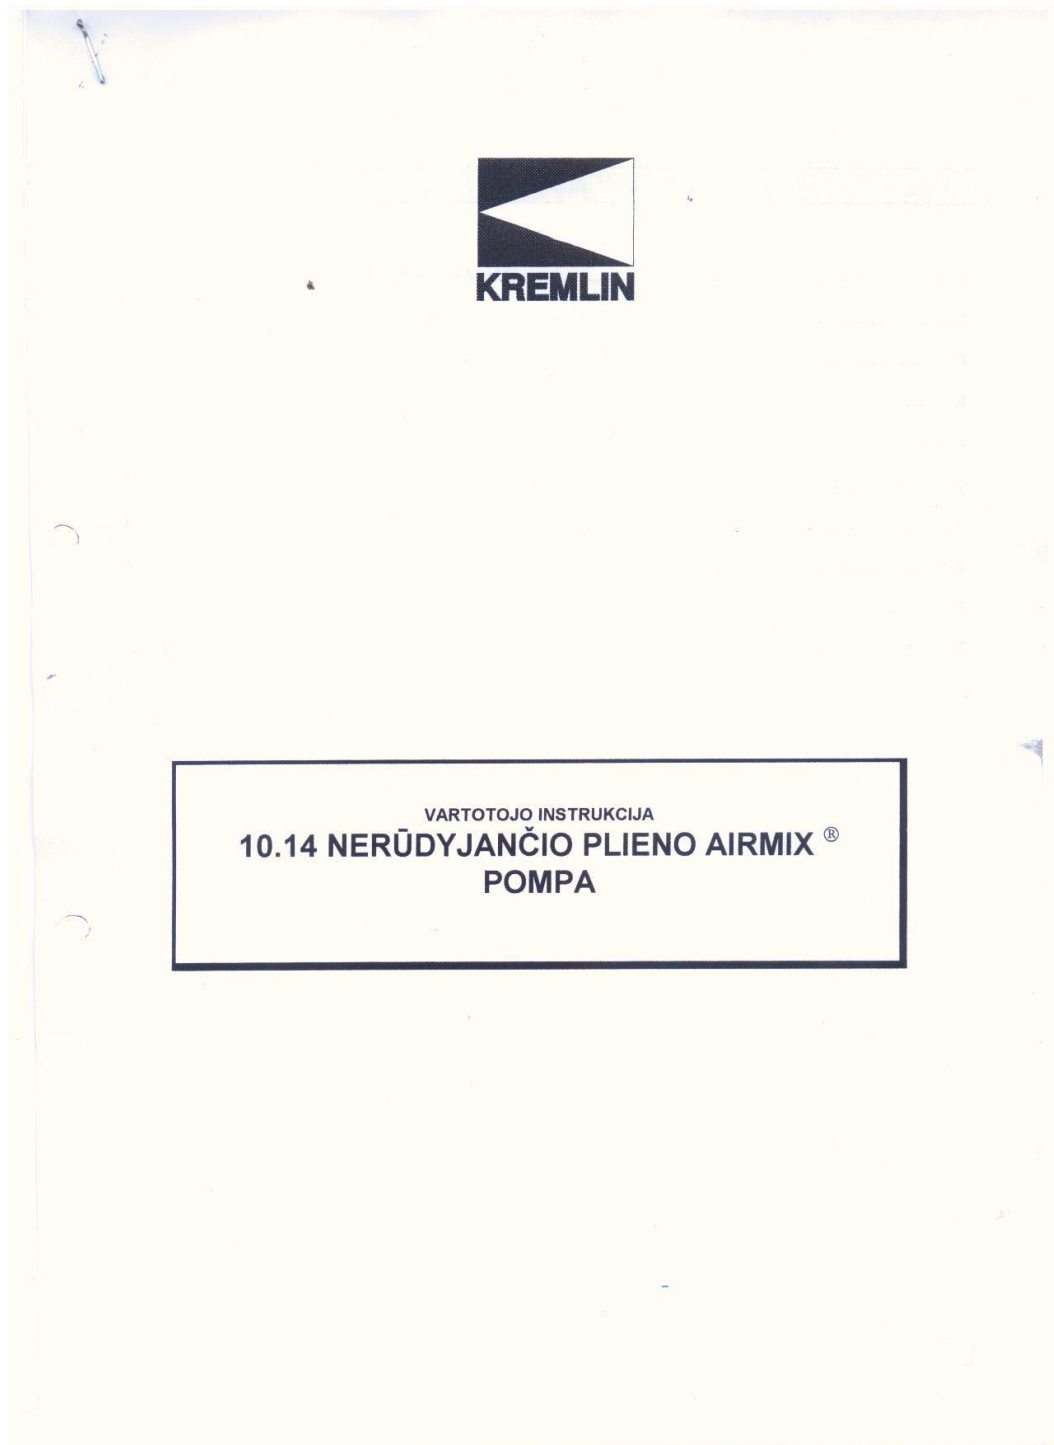 KREMLIN
VARTOTOJO INSTRUKCIJA
10.14 NERŪDYJANČIO PLIENO AIRMIX ®
POMPA